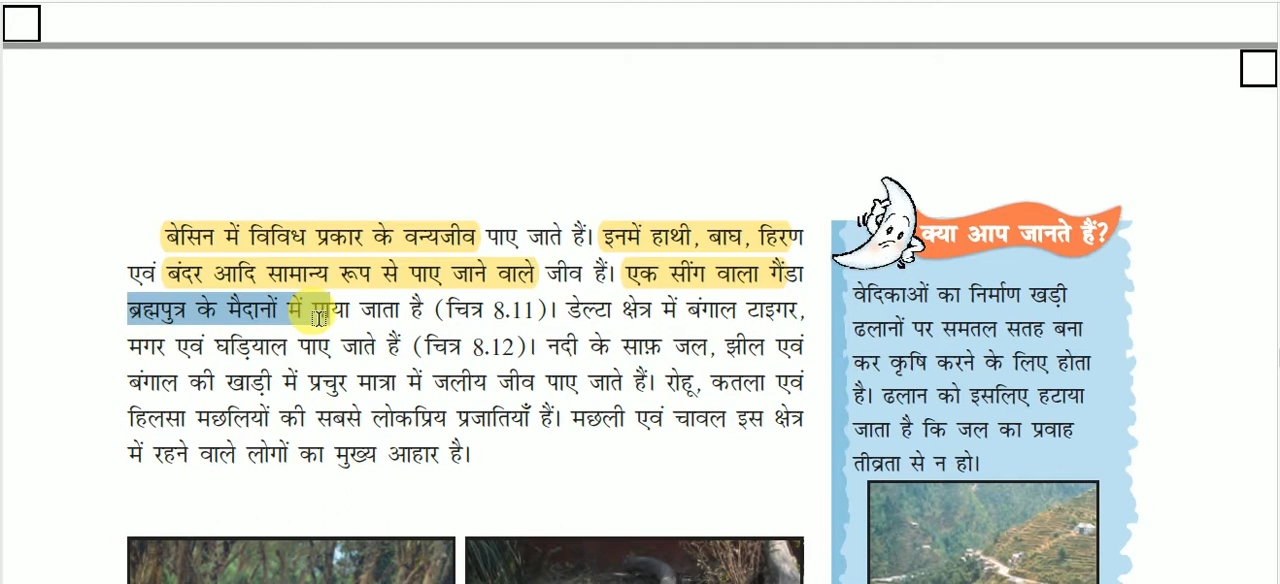 बेसिन में विविध प्रकार के वन्यजीव पाए जाते हैं। इनमें हाथी, बाघ, हिरण
एवं बंदर आदि सामान्य रूप से पाए जाने वाले जीव हैं। एक सींग वाला गैंडा
ब्रह्मपुत्र के मैदानों में पाया जाता है (चित्र 8.11)। डेल्टा क्षेत्र में बंगाल टाइगर,
मगर एवं घड़ियाल पाए जाते हैं (चित्र 8.12)। नदी के साफ़ जल, झील एवं
बंगाल की खाड़ी में प्रचुर मात्रा में जलीय जीव पाए जाते हैं। रोहू, कतला एवं
हिलसा मछलियों की सबसे लोकप्रिय प्रजातियाँ हैं। मछली एवं चावल इस क्षेत्र
में रहने वाले लोगों का मुख्य आहार है।
क्या आप जानते हैं?
वेदिकाओं का निर्माण खड़ी
ढलानों पर समतल सतह बना
कर कृषि करने के लिए होता
है। ढलान को इसलिए हटाया
जाता है कि जल का प्रवाह
तीव्रता से न हो।